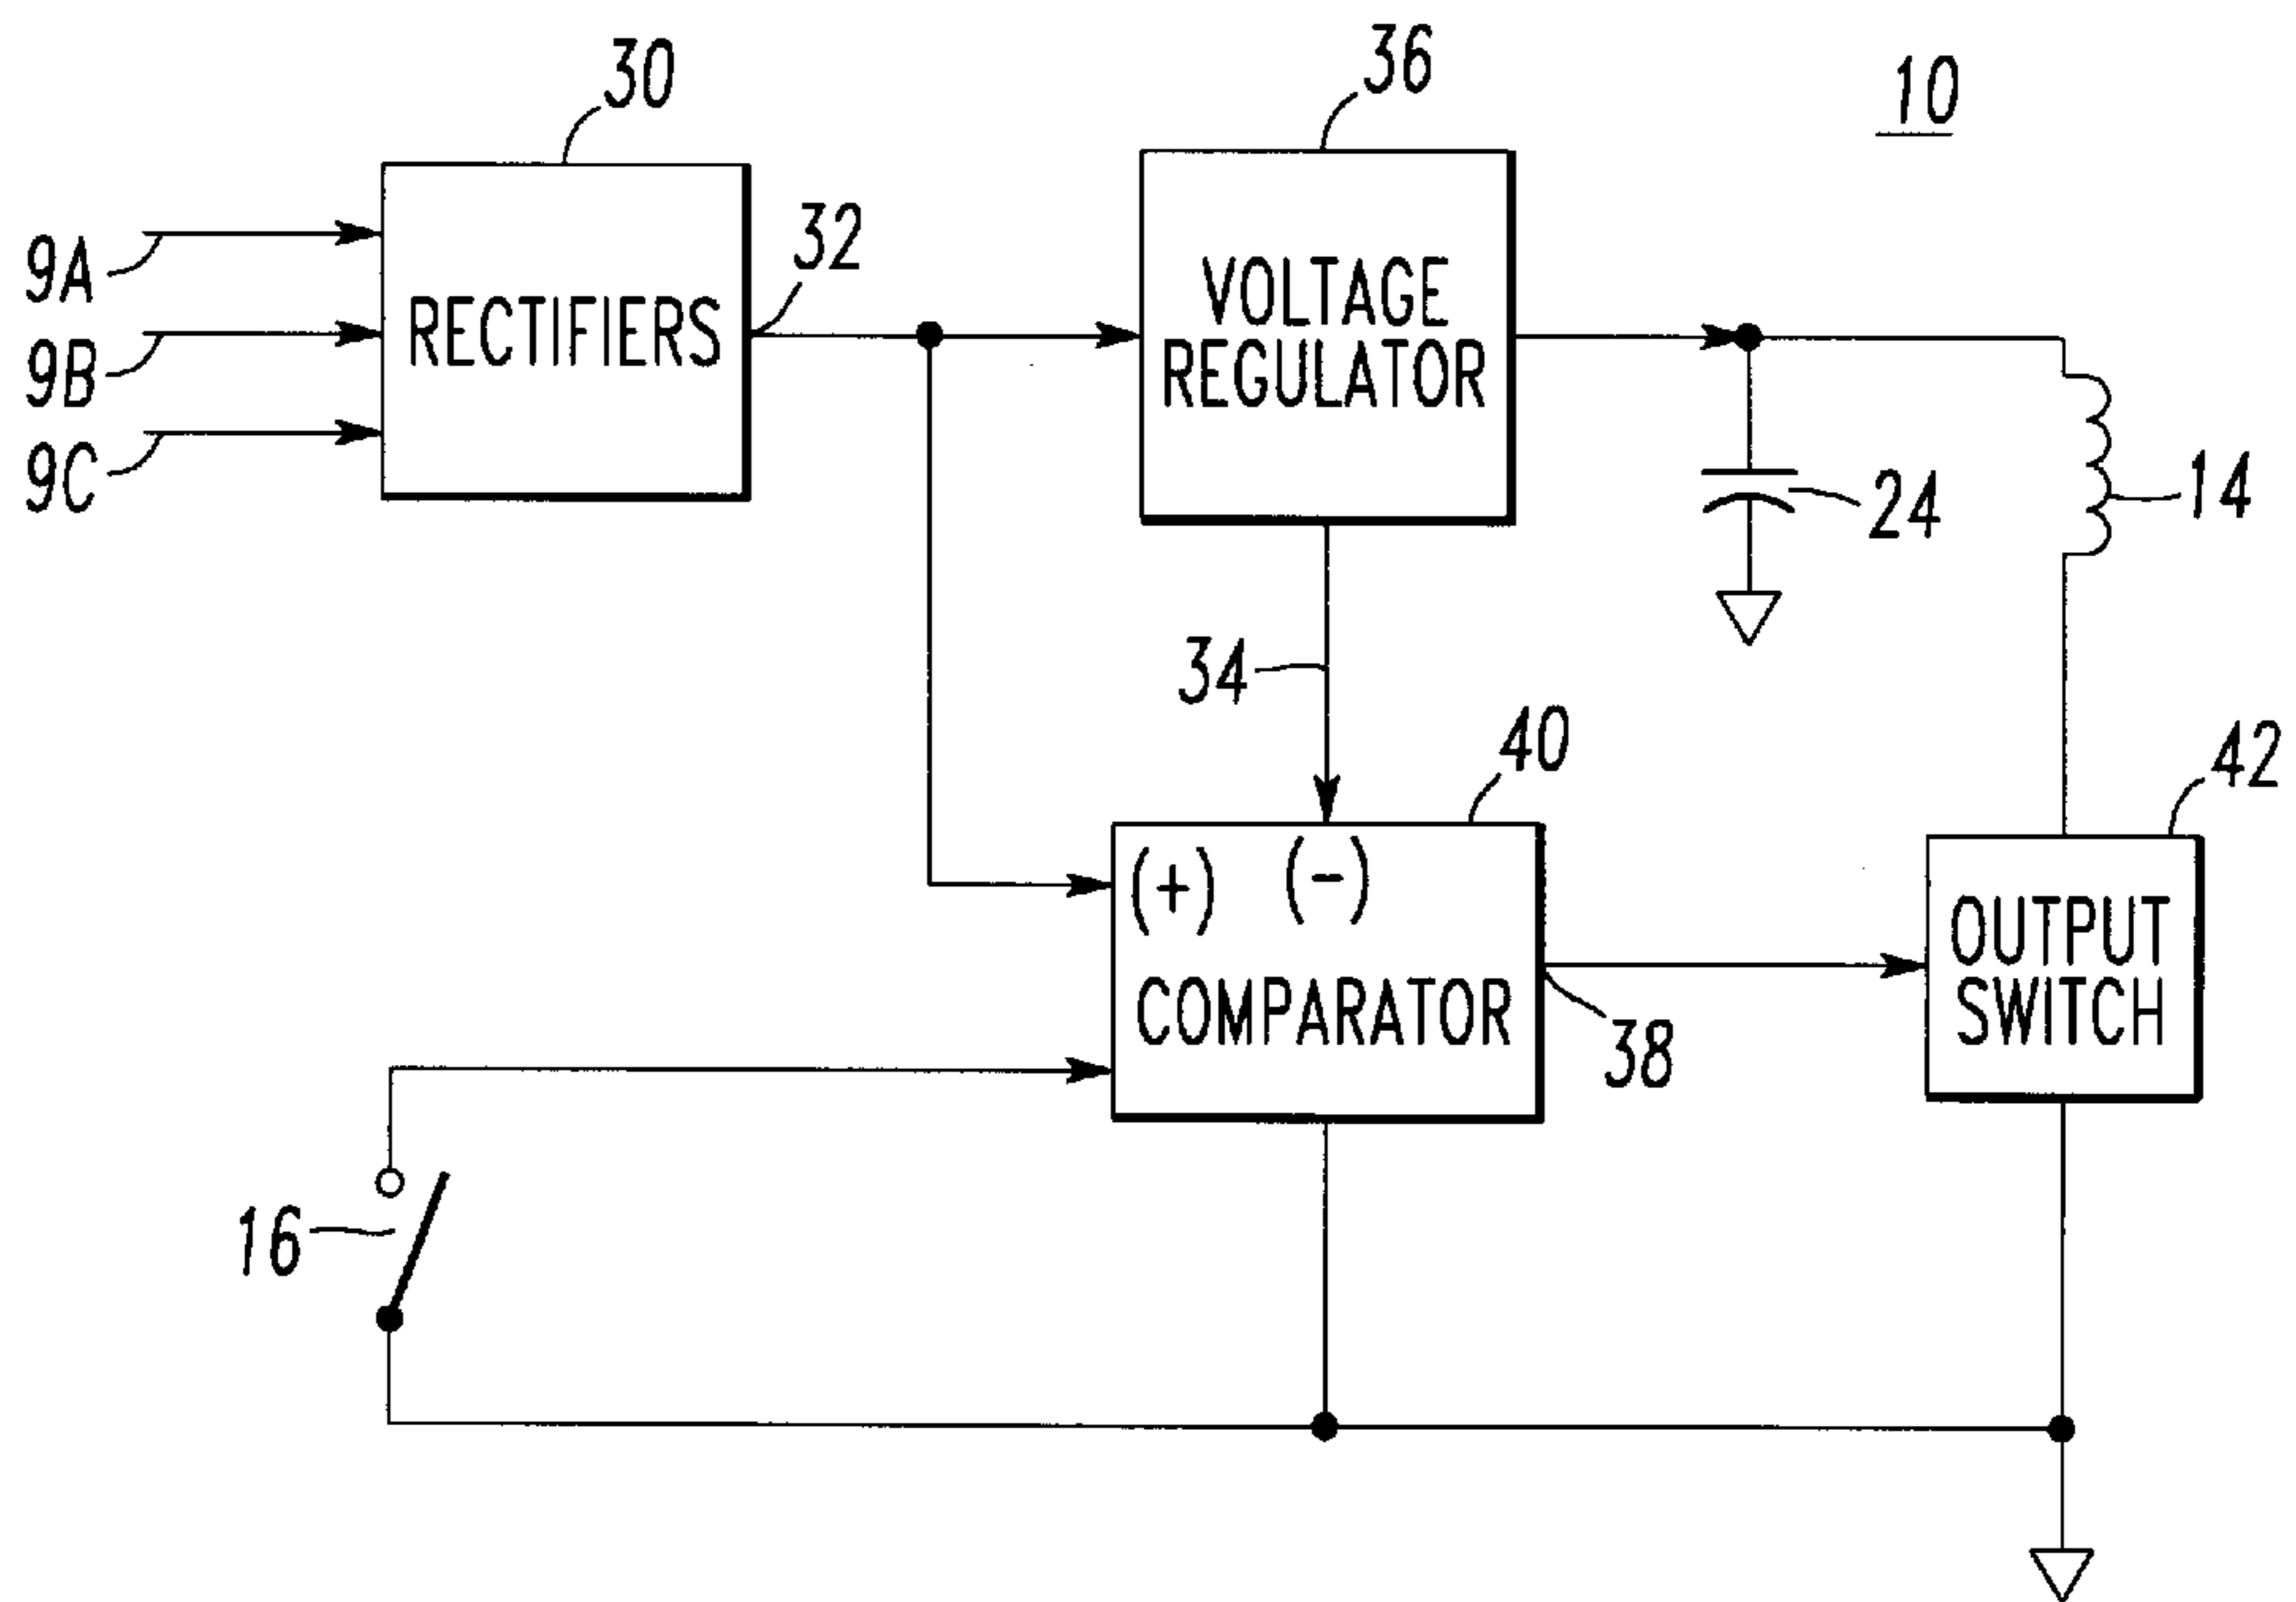 30
36
10
32
9A
9B
9C
RECTIFIERS
VOLTAGE
REGULATOR
24
14
34
40
42
(+)
(-)
COMPARATOR
OUTPUT
SWITCH
38
16